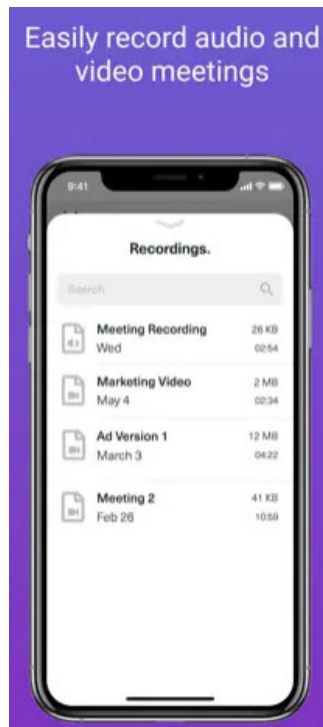 Easily record audio and
video meetings
9:41
Recordings.
Search
Meeting Recording 26 KB
Wed 02:54
Marketing Video 2 MB
May 4 02:34
Ad Version 1 12 MB
March 3 04:22
Meeting 2 41 KB
Feb 26 10:59